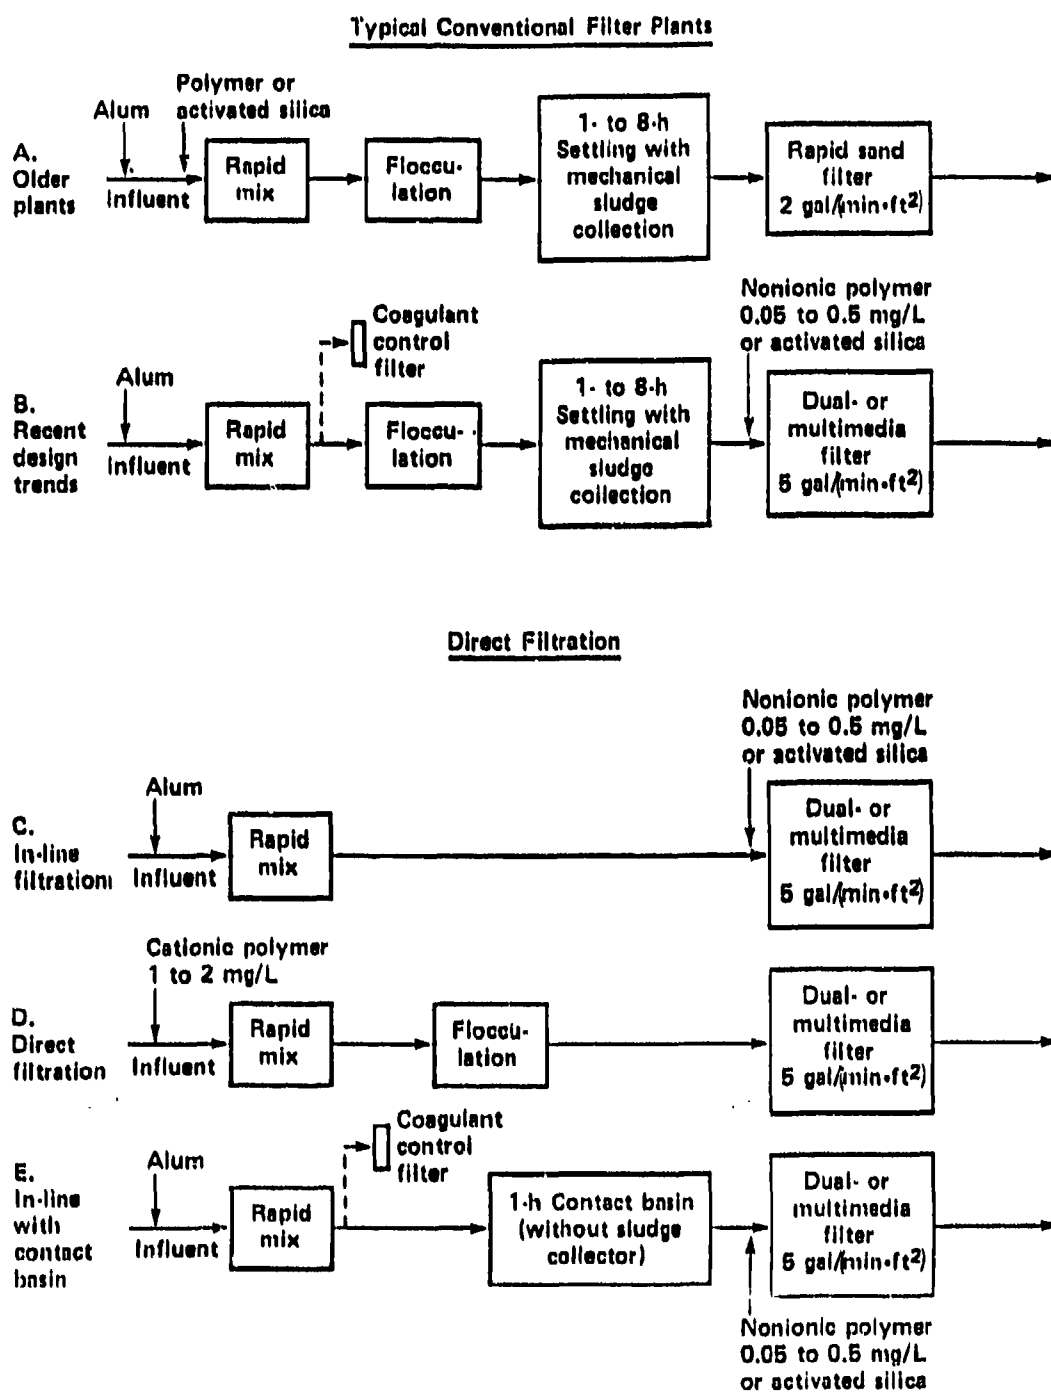 Typical Conventional Filter Plants
A.
Older
plants
Alum
Polymer or
activated silica
Influent
Rapid
mix
Floccu-
lation
1- to 8-h
Settling with
mechanical
sludge
collection
Rapid sand
filter
2 gal/(min•ft²)
B.
Recent
design
trends
Alum
Influent
Rapid
mix
Coagulant
control
filter
Floccu-
lation
1- to 8-h
Settling with
mechanical
sludge
collection
Nonionic polymer
0.05 to 0.5 mg/L
or activated silica
Dual- or
multimedia
filter
5 gal/(min•ft²)
Direct Filtration
C.
In-line
filtration
Alum
Influent
Rapid
mix
Nonionic polymer
0.05 to 0.5 mg/L
or activated silica
Dual- or
multimedia
filter
5 gal/(min•ft²)
D.
Direct
filtration
Cationic polymer
1 to 2 mg/L
Influent
Rapid
mix
Floccu-
lation
Dual- or
multimedia
filter
5 gal/(min•ft²)
E.
In-line
with
contact
basin
Alum
Influent
Rapid
mix
Coagulant
control
filter
1-h Contact basin
(without sludge
collector)
Dual- or
multimedia
filter
5 gal/(min•ft²)
Nonionic polymer
0.05 to 0.5 mg/L
or activated silica